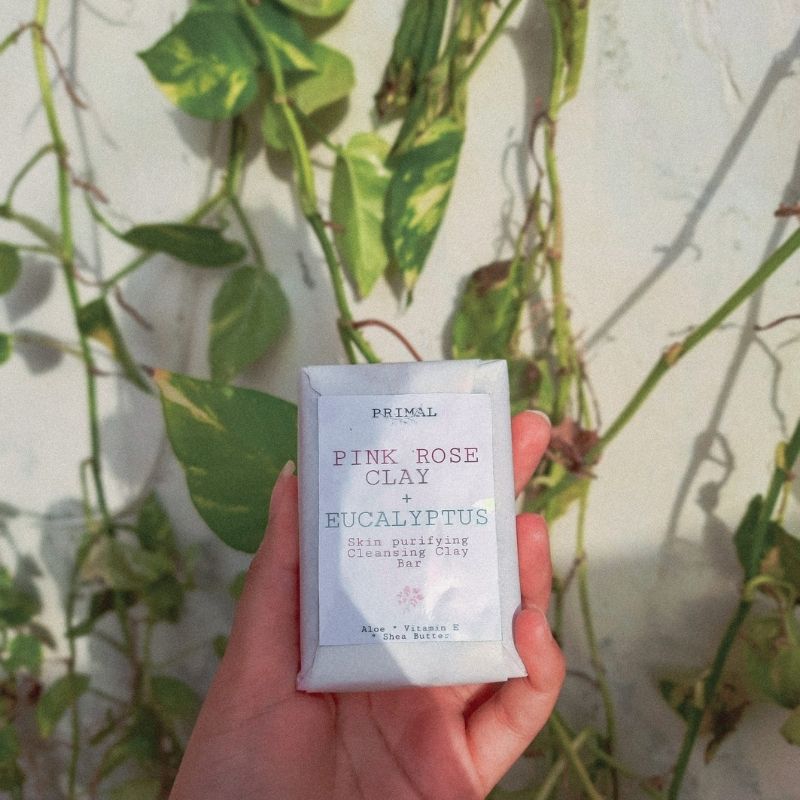 PRIMAL
PINK ROSE
CLAY
+
EUCALYPTUS
Skin purifying
Cleansing Clay
Bar
Aloe * Vitamin E
* Shea Butter